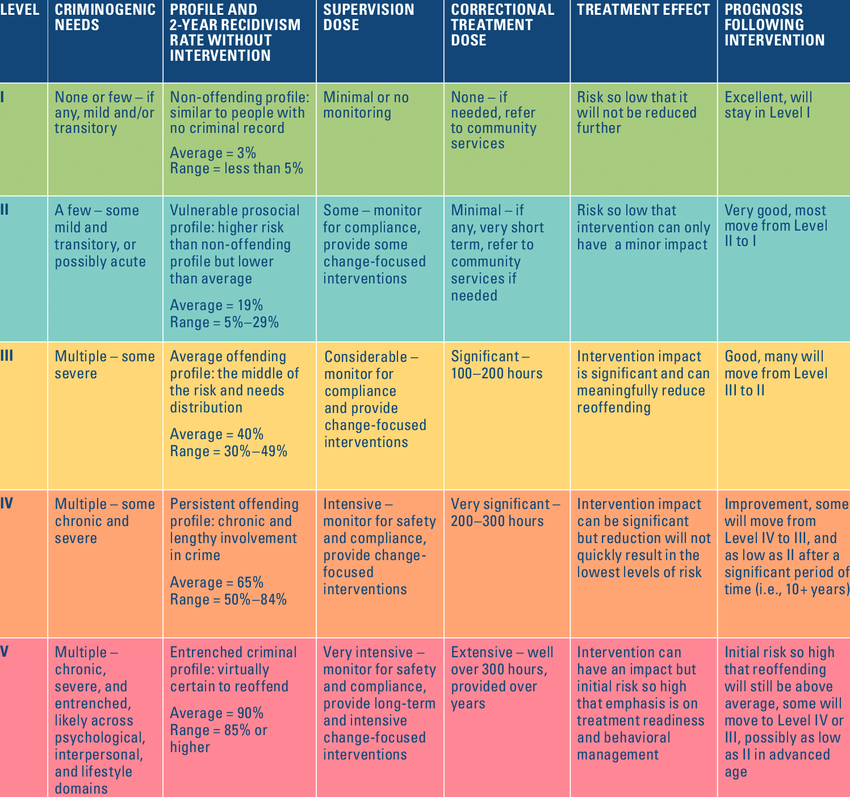 LEVEL
CRIMINOGENIC
NEEDS
PROFILE AND
2-YEAR RECIDIVISM
RATE WITHOUT
INTERVENTION
SUPERVISION
DOSE
CORRECTIONAL
TREATMENT
DOSE
TREATMENT EFFECT
PROGNOSIS
FOLLOWING
INTERVENTION
I
None or few – if
any, mild and/or
transitory
Non-offending profile:
similar to people with
no criminal record
Average = 3%
Range = less than 5%
Minimal or no
monitoring
None – if
needed, refer
to community
services
Risk so low that it
will not be reduced
further
Excellent, will
stay in Level I
II
A few – some
mild and
transitory, or
possibly acute
Vulnerable prosocial
profile: higher risk
than non-offending
profile but lower
than average
Average = 19%
Range = 5%–29%
Some – monitor
for compliance,
provide some
change-focused
interventions
Minimal – if
any, very short
term, refer to
community
services if
needed
Risk so low that
intervention can only
have a minor impact
Very good, most
move from Level
II to I
III
Multiple – some
severe
Average offending
profile: the middle of
the risk and needs
distribution
Average = 40%
Range = 30%–49%
Considerable –
monitor for
compliance
and provide
change-focused
interventions
Significant –
100–200 hours
Intervention impact
is significant and can
meaningfully reduce
reoffending
Good, many will
move from Level
III to II
IV
Multiple – some
chronic and
severe
Persistent offending
profile: chronic and
lengthy involvement
in crime
Average = 65%
Range = 50%–84%
Intensive –
monitor for safety
and compliance,
provide change-
focused
interventions
Very significant –
200–300 hours
Intervention impact
can be significant
but reduction will not
quickly result in the
lowest levels of risk
Improvement, some
will move from
Level IV to III, and
as low as II after a
significant period of
time (i.e., 10+ years)
V
Multiple –
chronic,
severe, and
entrenched,
likely across
psychological,
interpersonal,
and lifestyle
domains
Entrenched criminal
profile: virtually
certain to reoffend
Average = 90%
Range = 85% or
higher
Very intensive –
monitor for safety
and compliance,
provide long-term
and intensive
change-focused
interventions
Extensive – well
over 300 hours,
provided over
years
Intervention can
have an impact but
initial risk so high
that emphasis is on
treatment readiness
and behavioral
management
Initial risk so high
that reoffending
will still be above
average, some will
move to Level IV or
III, possibly as low
as II in advanced
age